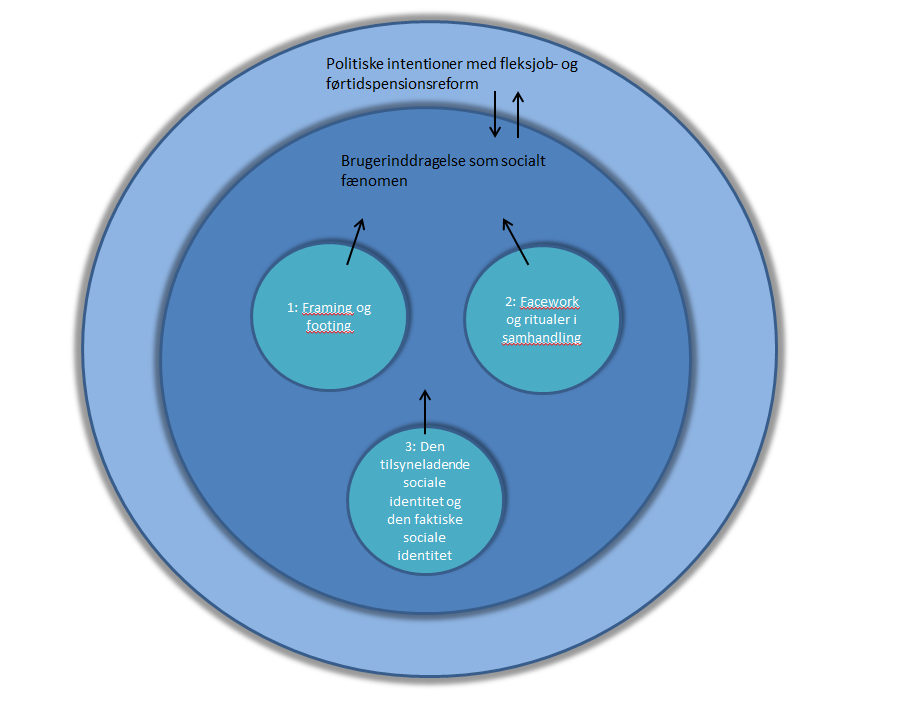 Politiske intentioner med fleksjob- og
førtidspensionsreform
Brugerinddragelse som socialt
fænomen
1: Framing og
footing
2: Facework
og ritualer i
samhandling
3: Den
tilsyneladende
sociale
identitet og
den faktiske
sociale
identitet